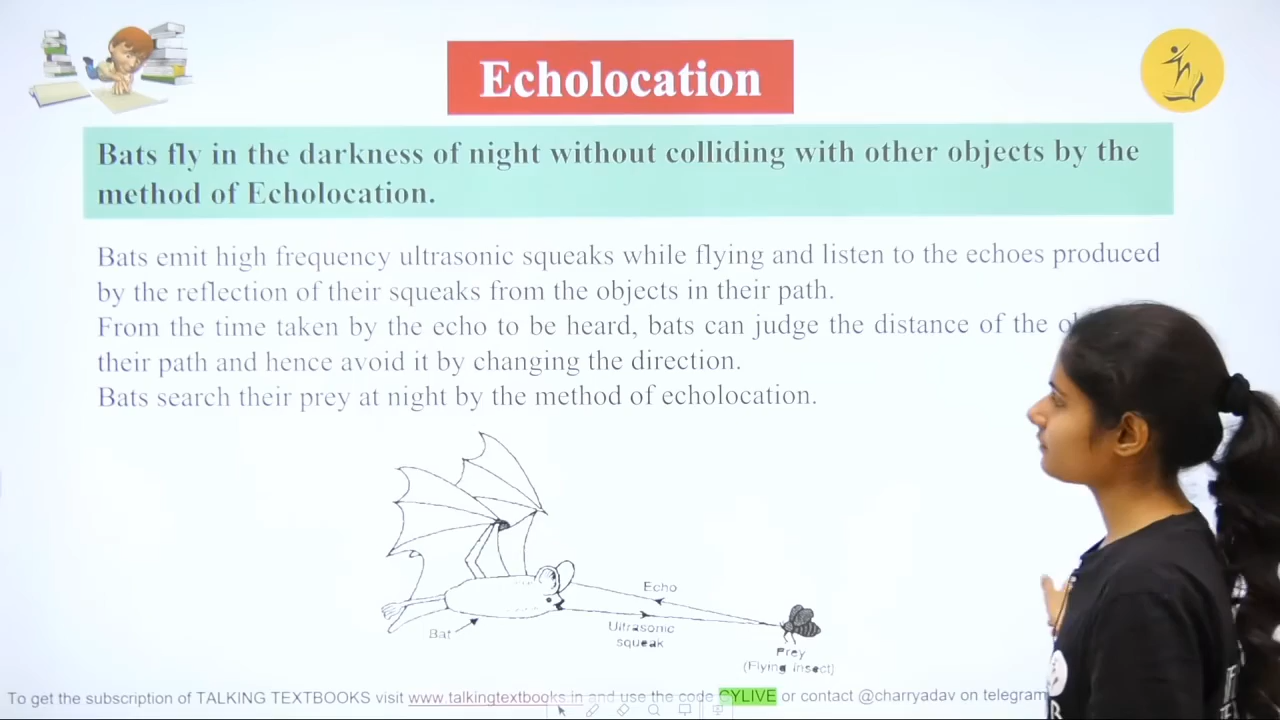 Echolocation
Bats fly in the darkness of night without colliding with other objects by the
method of Echolocation.
Bats emit high frequency ultrasonic squeaks while flying and listen to the echoes produced
by the reflection of their squeaks from the objects in their path.
From the time taken by the echo to be heard, bats can judge the distance of the
their path and hence avoid it by changing the direction.
Bats search their prey at night by the method of echolocation.
Echo
Ultrasonic
squeak
Bat
Prey
(Flying insect)
To get the subscription of TALKING TEXTBOOKS visit www.talkingtextbooks.in and use the code CYLIVE or contact @charryadav on telegram